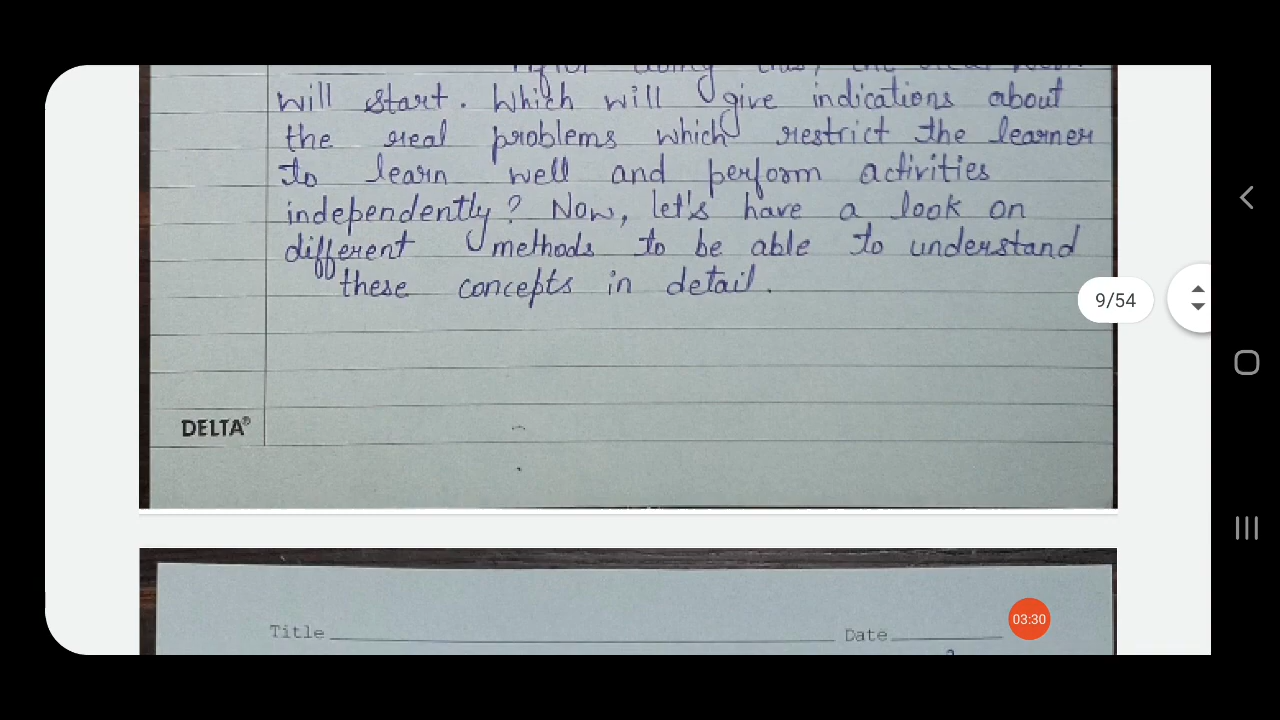 will start. Which will give indications about
the real problems which restrict the learner
to learn well and perform activities
independently? Now, let's have a look on
different methods to be able to understand
these concepts in detail.
9/54
DELTA®
03:30
Title Date